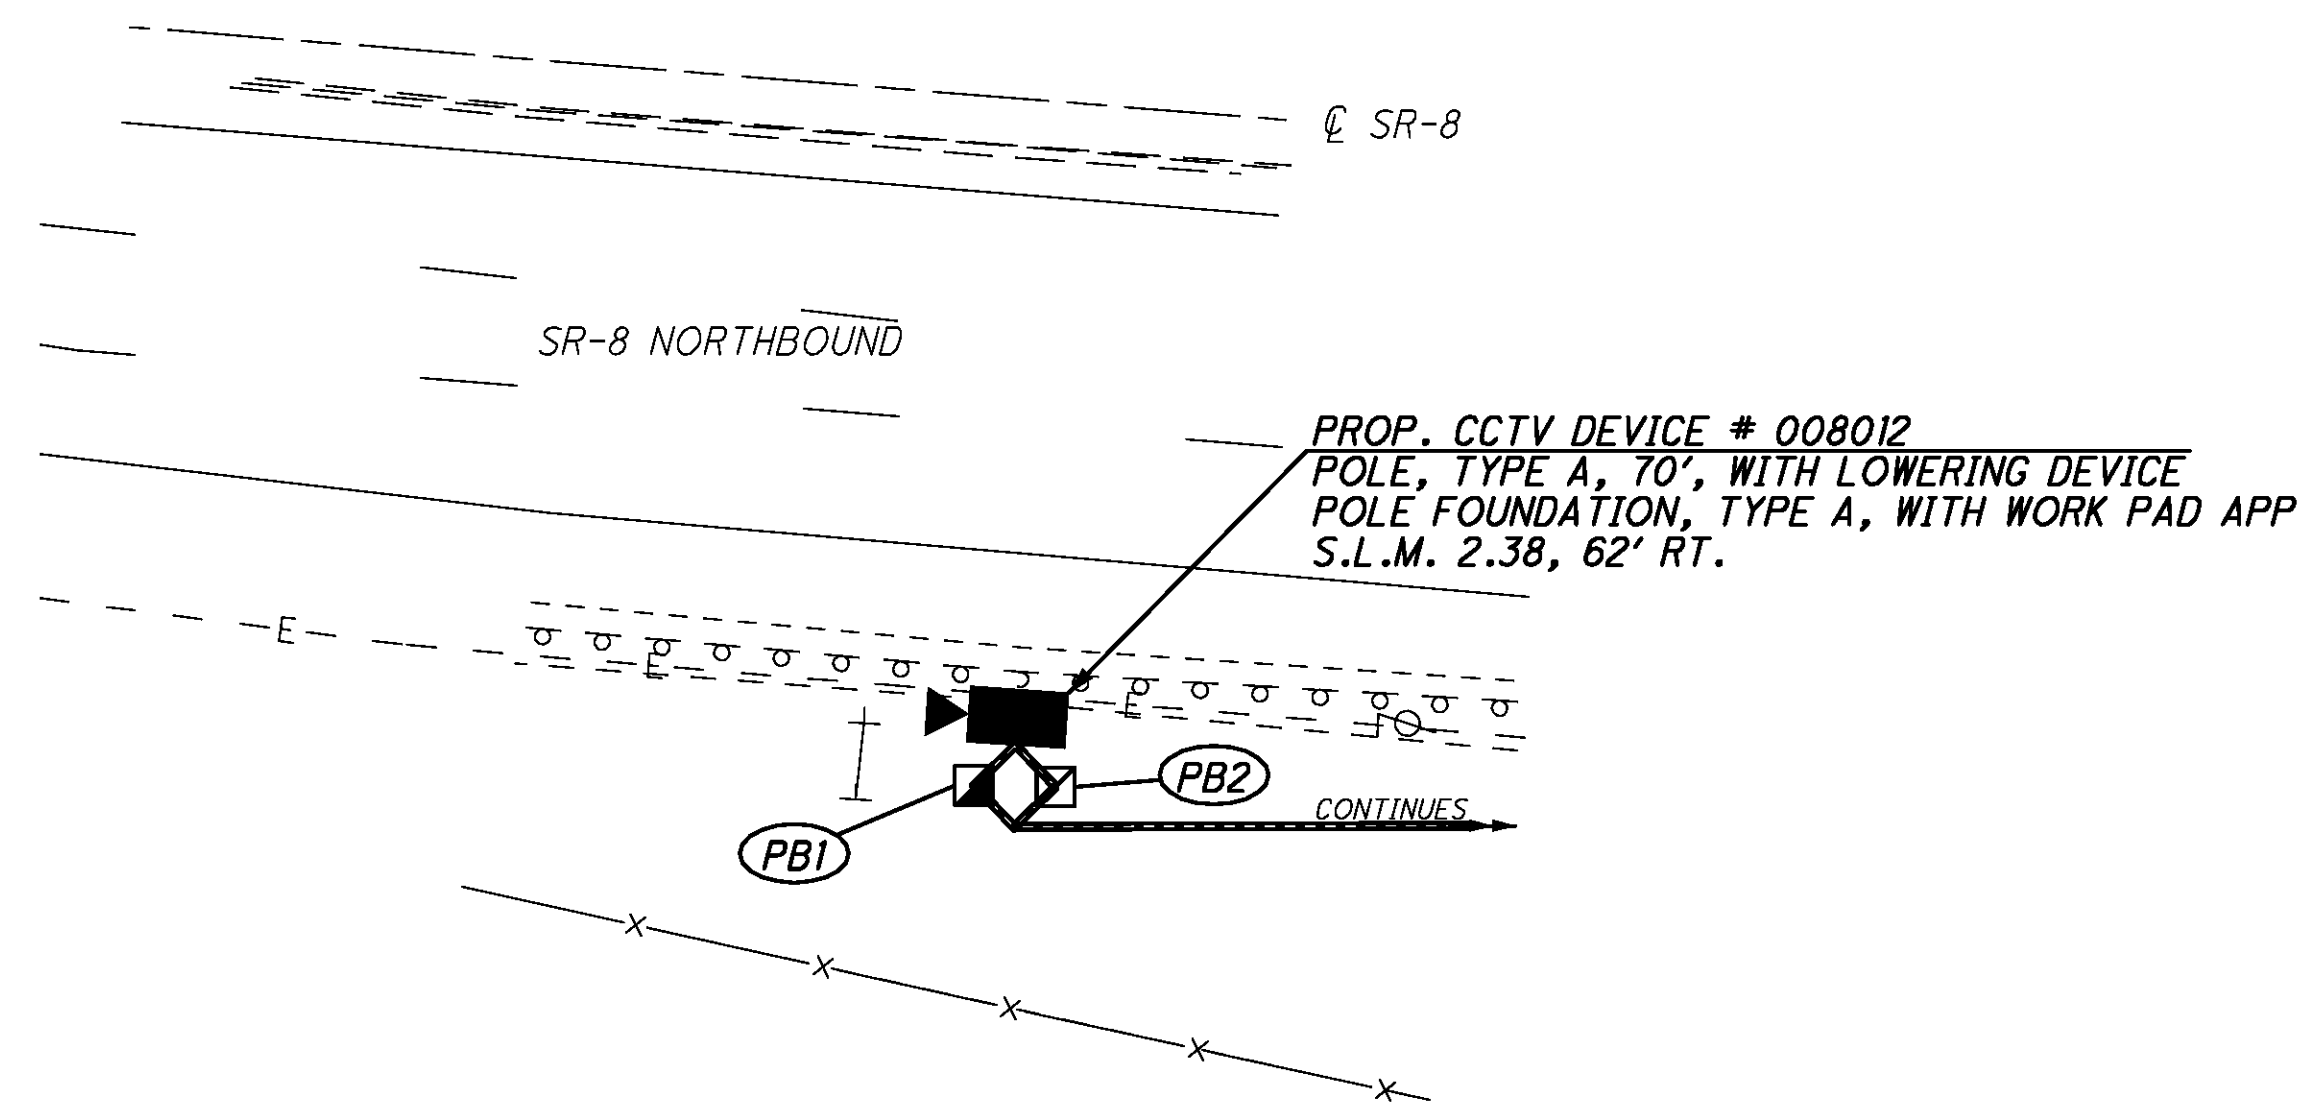 ℄ SR-8
SR-8 NORTHBOUND
PROP. CCTV DEVICE # 008012
POLE, TYPE A, 70', WITH LOWERING DEVICE
POLE FOUNDATION, TYPE A, WITH WORK PAD APP
S.L.M. 2.38, 62' RT.
E
E
E
PB2
CONTINUES
PB1